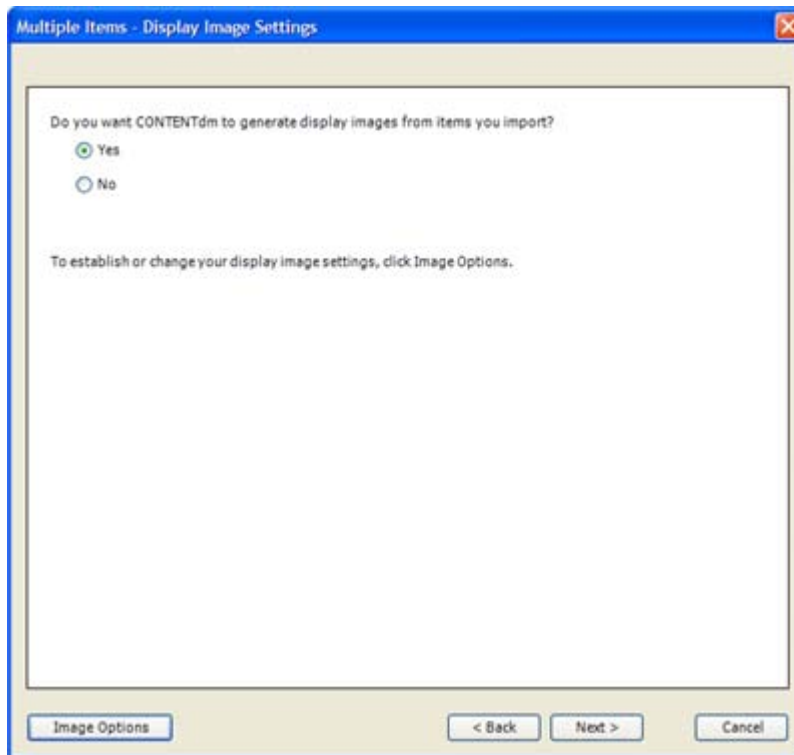 Multiple Items - Display Image Settings
Do you want CONTENTdm to generate display images from items you import?
Yes
No
To establish or change your display image settings, click Image Options.
Image Options
< Back
Next >
Cancel